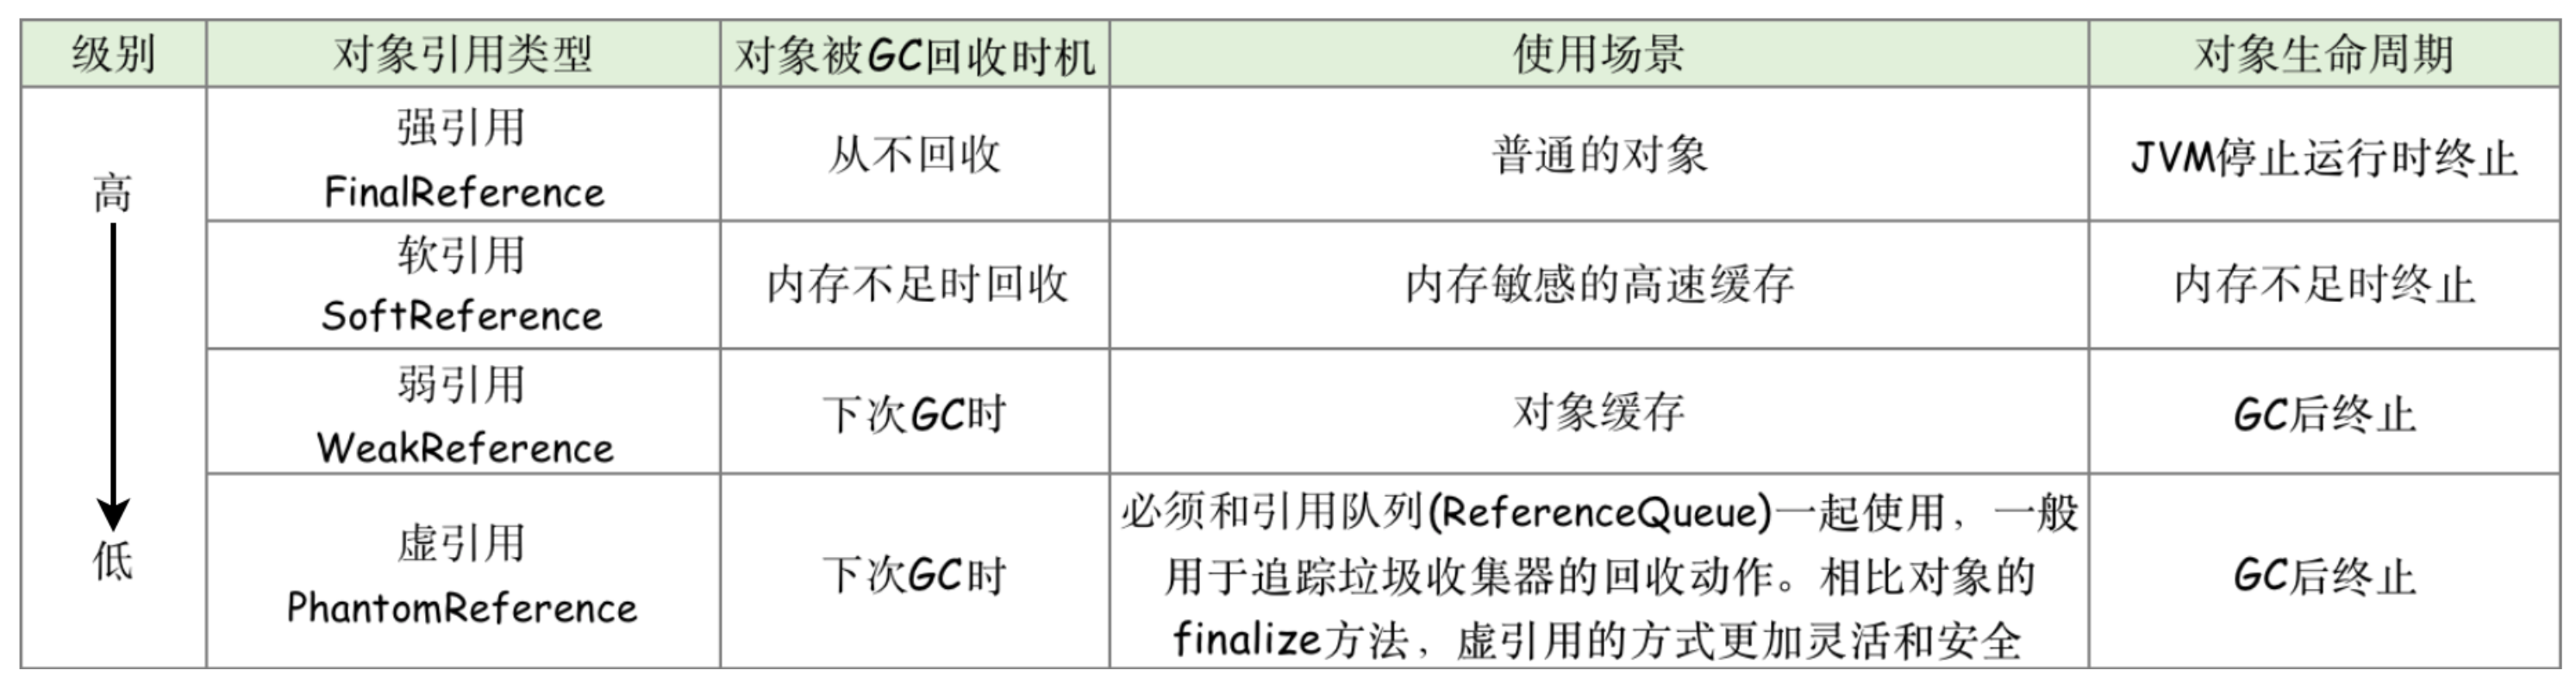 级别
对象引用类型
对象被GC回收时机
使用场景
对象生命周期
高
低
强引用
FinalReference
从不回收
普通的对象
JVM停止运行时终止
软引用
SoftReference
内存不足时回收
内存敏感的高速缓存
内存不足时终止
弱引用
WeakReference
下次GC时
对象缓存
GC后终止
虚引用
PhantomReference
下次GC时
必须和引用队列(ReferenceQueue)一起使用，一般
用于追踪垃圾收集器的回收动作。相比对象的
finalize方法，虚引用的方式更加灵活和安全
GC后终止